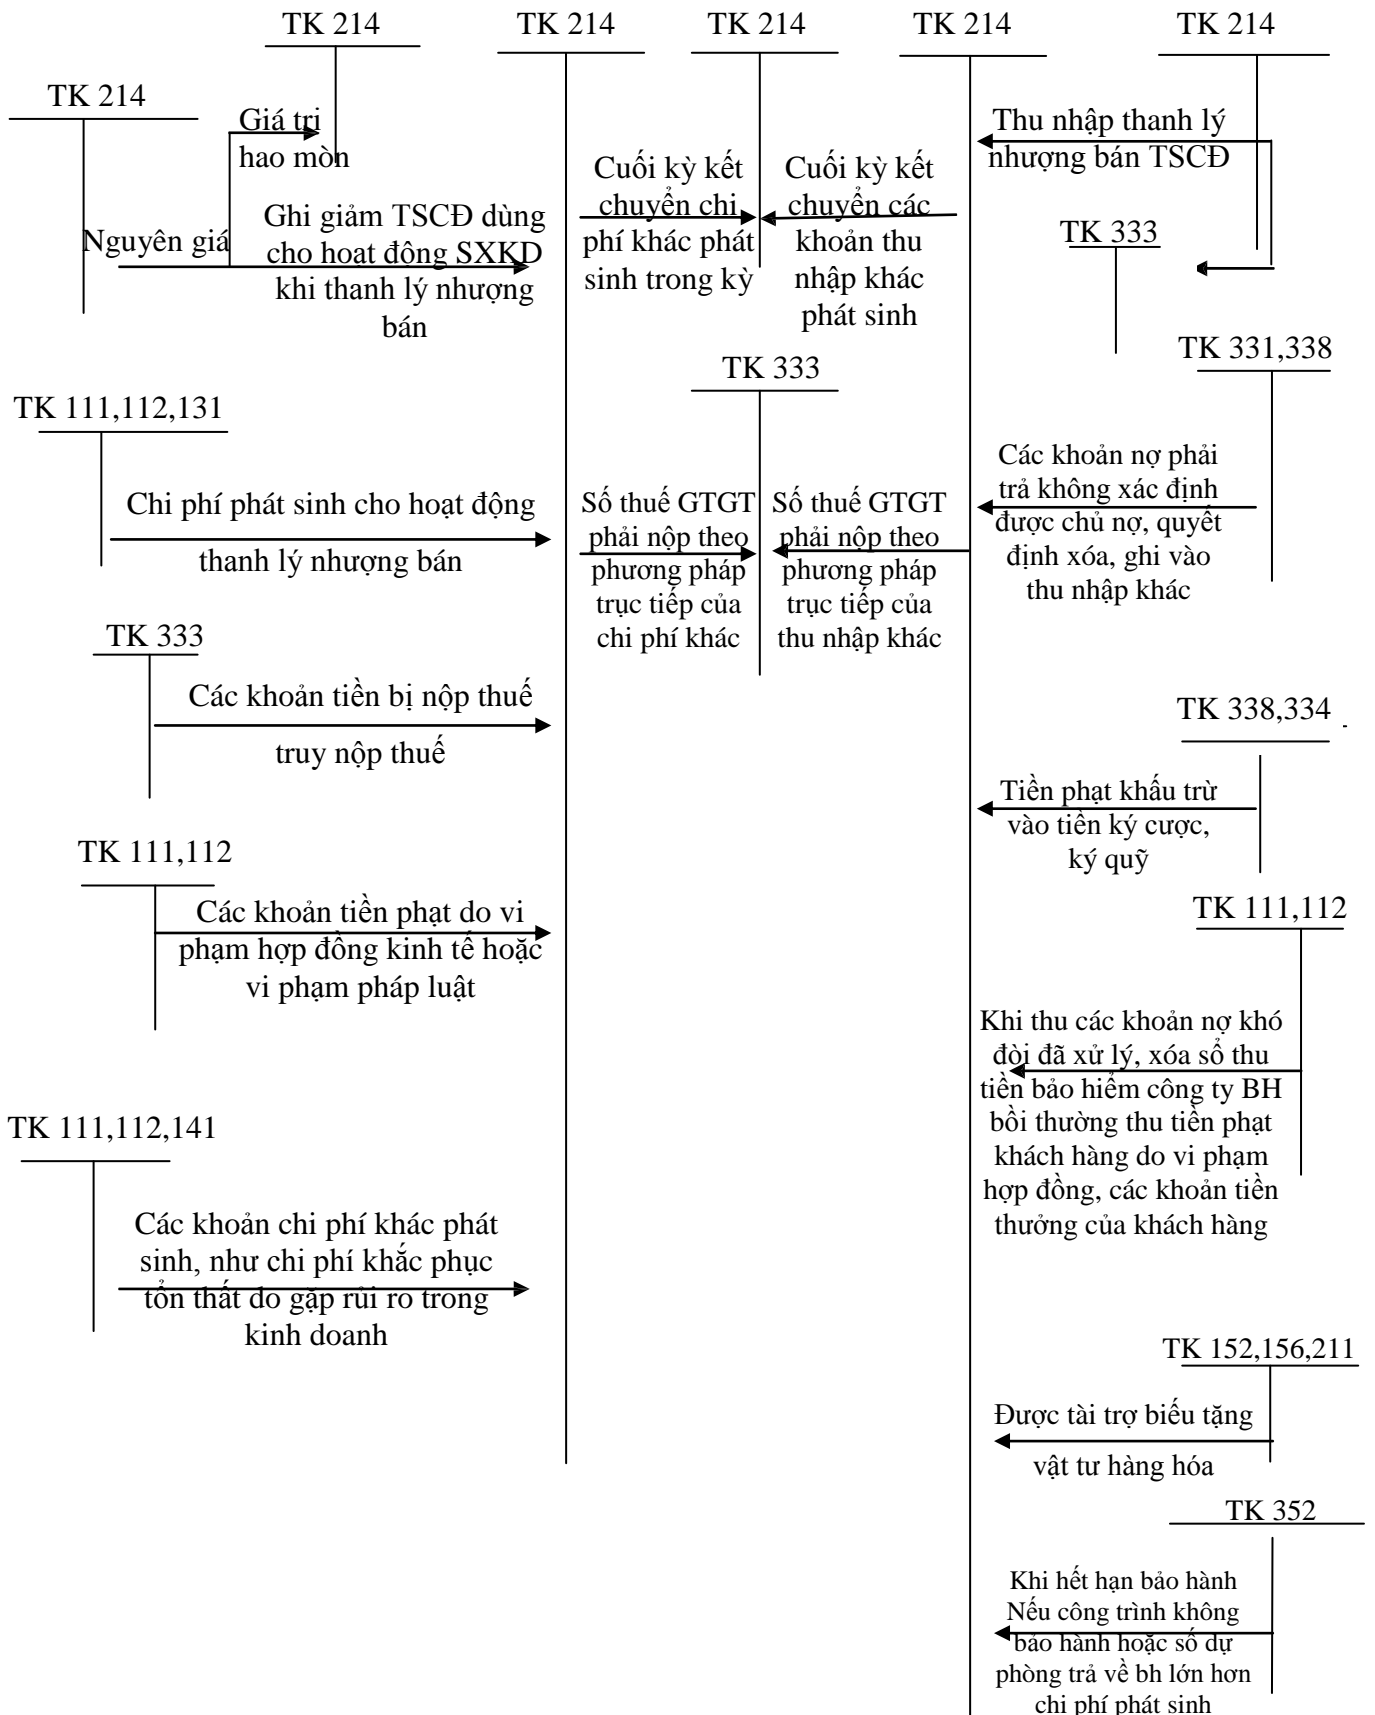 TK 214
TK 214
TK 214
TK 214
TK 214
TK 214
Giá trị
hao mòn
Nguyên giá
Ghi giảm TSCĐ dùng
cho hoạt động SXKD
khi thanh lý nhượng
bán
Cuối kỳ kết
chuyển chi
phí khác phát
sinh trong kỳ
Cuối kỳ kết
chuyển các
khoản thu
nhập khác
phát sinh
Thu nhập thanh lý
nhượng bán TSCĐ
TK 333
TK 333
TK 331,338
TK 111,112,131
Chi phí phát sinh cho hoạt động
thanh lý nhượng bán
Số thuế GTGT
phải nộp theo
phương pháp
trục tiếp của
chi phí khác
Số thuế GTGT
phải nộp theo
phương pháp
trục tiếp của
thu nhập khác
Các khoản nợ phải
trả không xác định
được chủ nợ, quyết
định xóa, ghi vào
thu nhập khác
TK 333
Các khoản tiền bị nộp thuế
truy nộp thuế
TK 338,334
Tiền phạt khấu trừ
vào tiền ký cược,
ký quỹ
TK 111,112
Các khoản tiền phạt do vi
phạm hợp đồng kinh tế hoặc
vi phạm pháp luật
TK 111,112
Khi thu các khoản nợ khó
đòi đã xử lý, xóa sổ thu
tiền bảo hiểm công ty BH
bồi thường thu tiền phạt
khách hàng do vi phạm
hợp đồng, các khoản tiền
thưởng của khách hàng
TK 111,112,141
Các khoản chi phí khác phát
sinh, như chi phí khắc phục
tổn thất do gặp rủi ro trong
kinh doanh
TK 152,156,211
Được tài trợ biếu tặng
vật tư hàng hóa
TK 352
Khi hết hạn bảo hành
Nếu công trình không
bảo hành hoặc số dự
phòng trả về bh lớn hơn
chi phí phát sinh